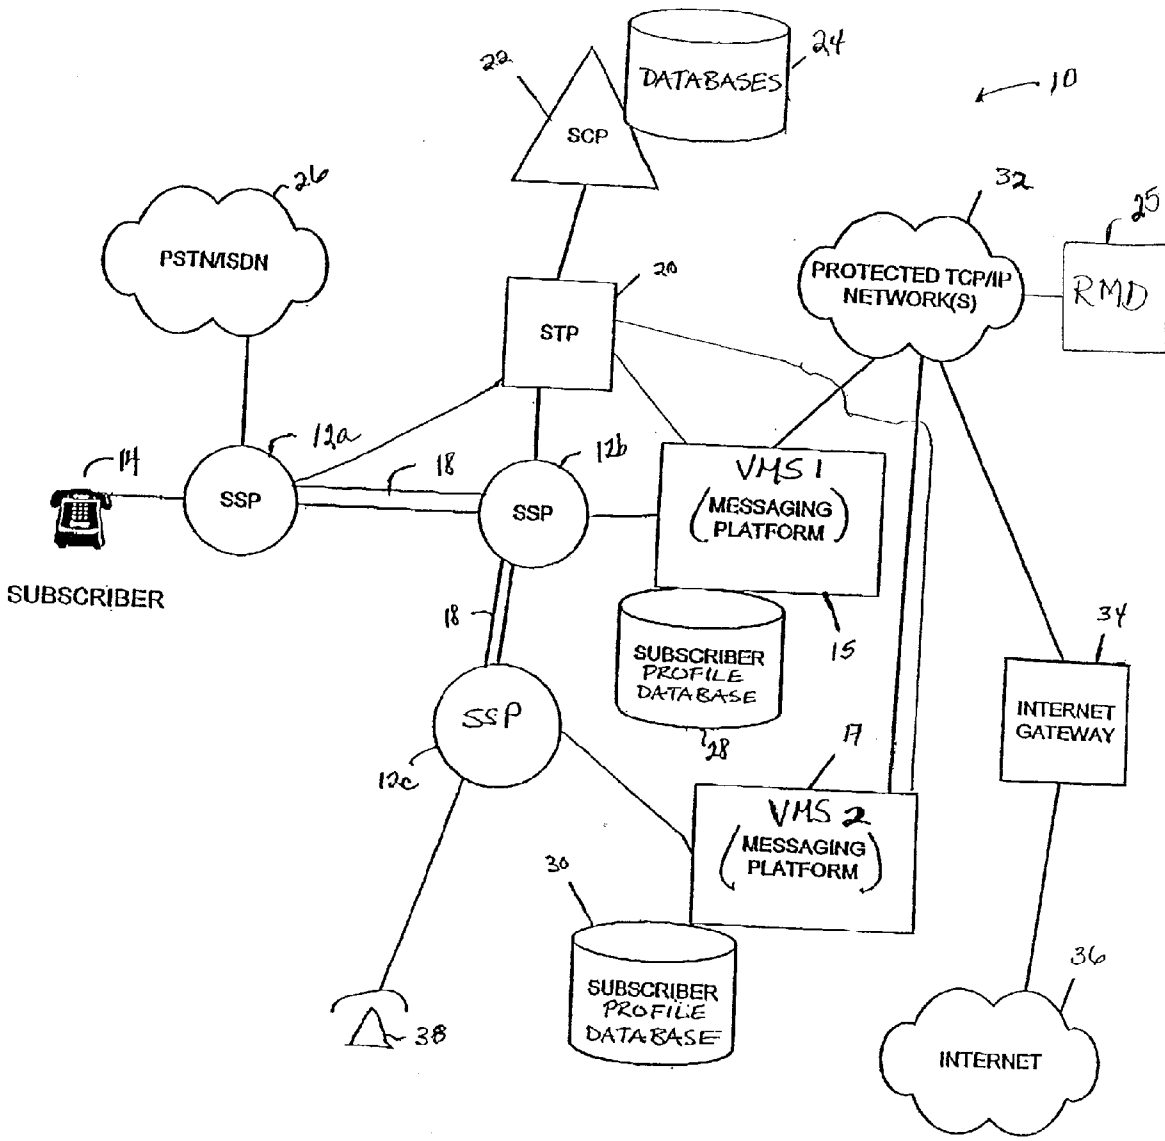 24
22
DATABASES
10
SCP
32
25
26
PSTN/ISDN
20
PROTECTED TCP/IP
NETWORK(S)
RMD
STP
12a
14
18
12b
SSP
SSP
VMS 1
(MESSAGING
PLATFORM)
SUBSCRIBER
18
15
34
SUBSCRIBER
PROFILE
DATABASE
SSP
INTERNET
GATEWAY
17
28
12c
VMS 2
(MESSAGING
PLATFORM)
30
36
SUBSCRIBER
PROFILE
DATABASE
38
INTERNET